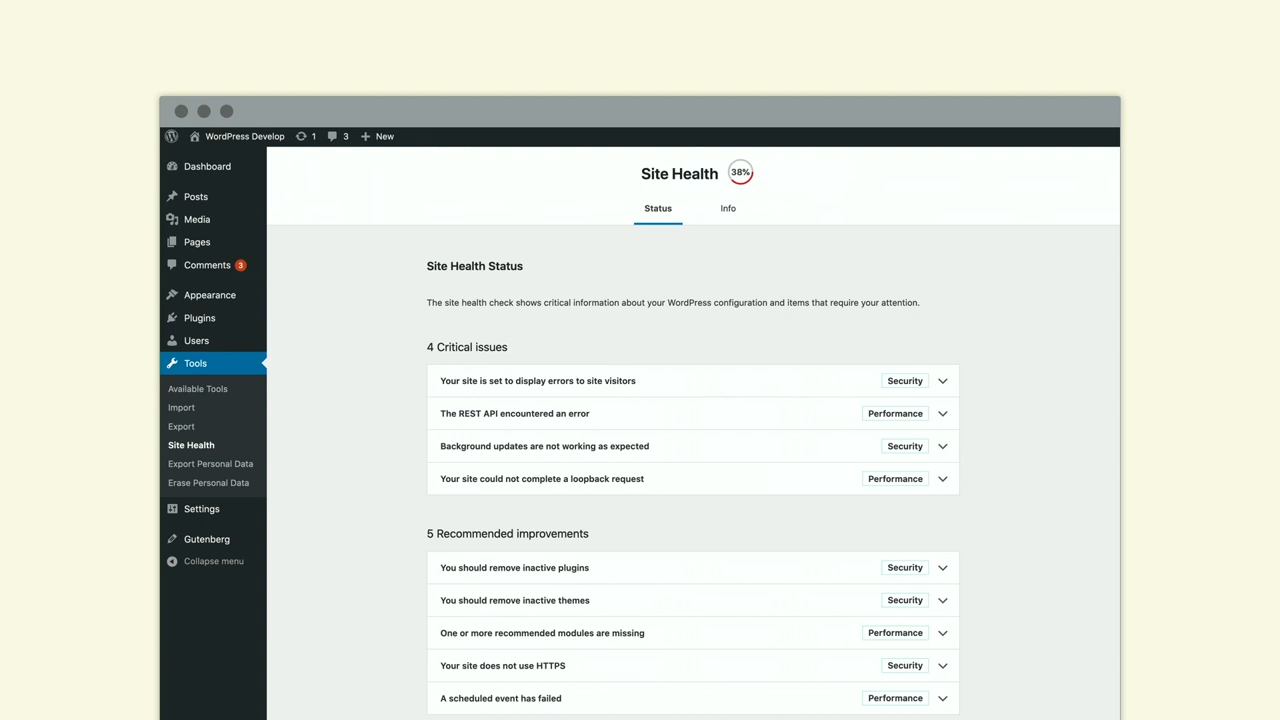 WordPress Develop 1 3 New
Dashboard
Posts
Media
Pages
Comments 3
Appearance
Plugins
Users
Tools
Available Tools
Import
Export
Site Health
Export Personal Data
Erase Personal Data
Settings
Gutenberg
Collapse menu
Site Health 38%
Status Info
Site Health Status
The site health check shows critical information about your WordPress configuration and items that require your attention.
4 Critical issues
Your site is set to display errors to site visitors Security
The REST API encountered an error Performance
Background updates are not working as expected Security
Your site could not complete a loopback request Performance
5 Recommended improvements
You should remove inactive plugins Security
You should remove inactive themes Security
One or more recommended modules are missing Performance
Your site does not use HTTPS Security
A scheduled event has failed Performance